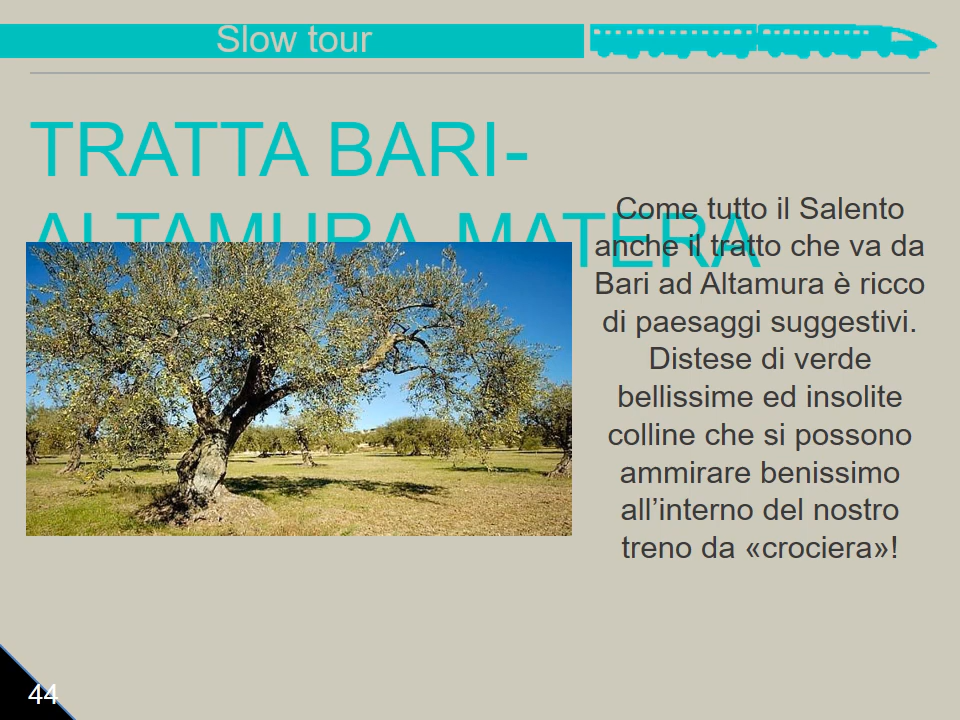 Slow tour
TRATTA BARI-
ALTAMURA MATERA
Come tutto il Salento
anche il tratto che va da
Bari ad Altamura è ricco
di paesaggi suggestivi.
Distese di verde
bellissime ed insolite
colline che si possono
ammirare benissimo
all’interno del nostro
treno da «crociera»!
44